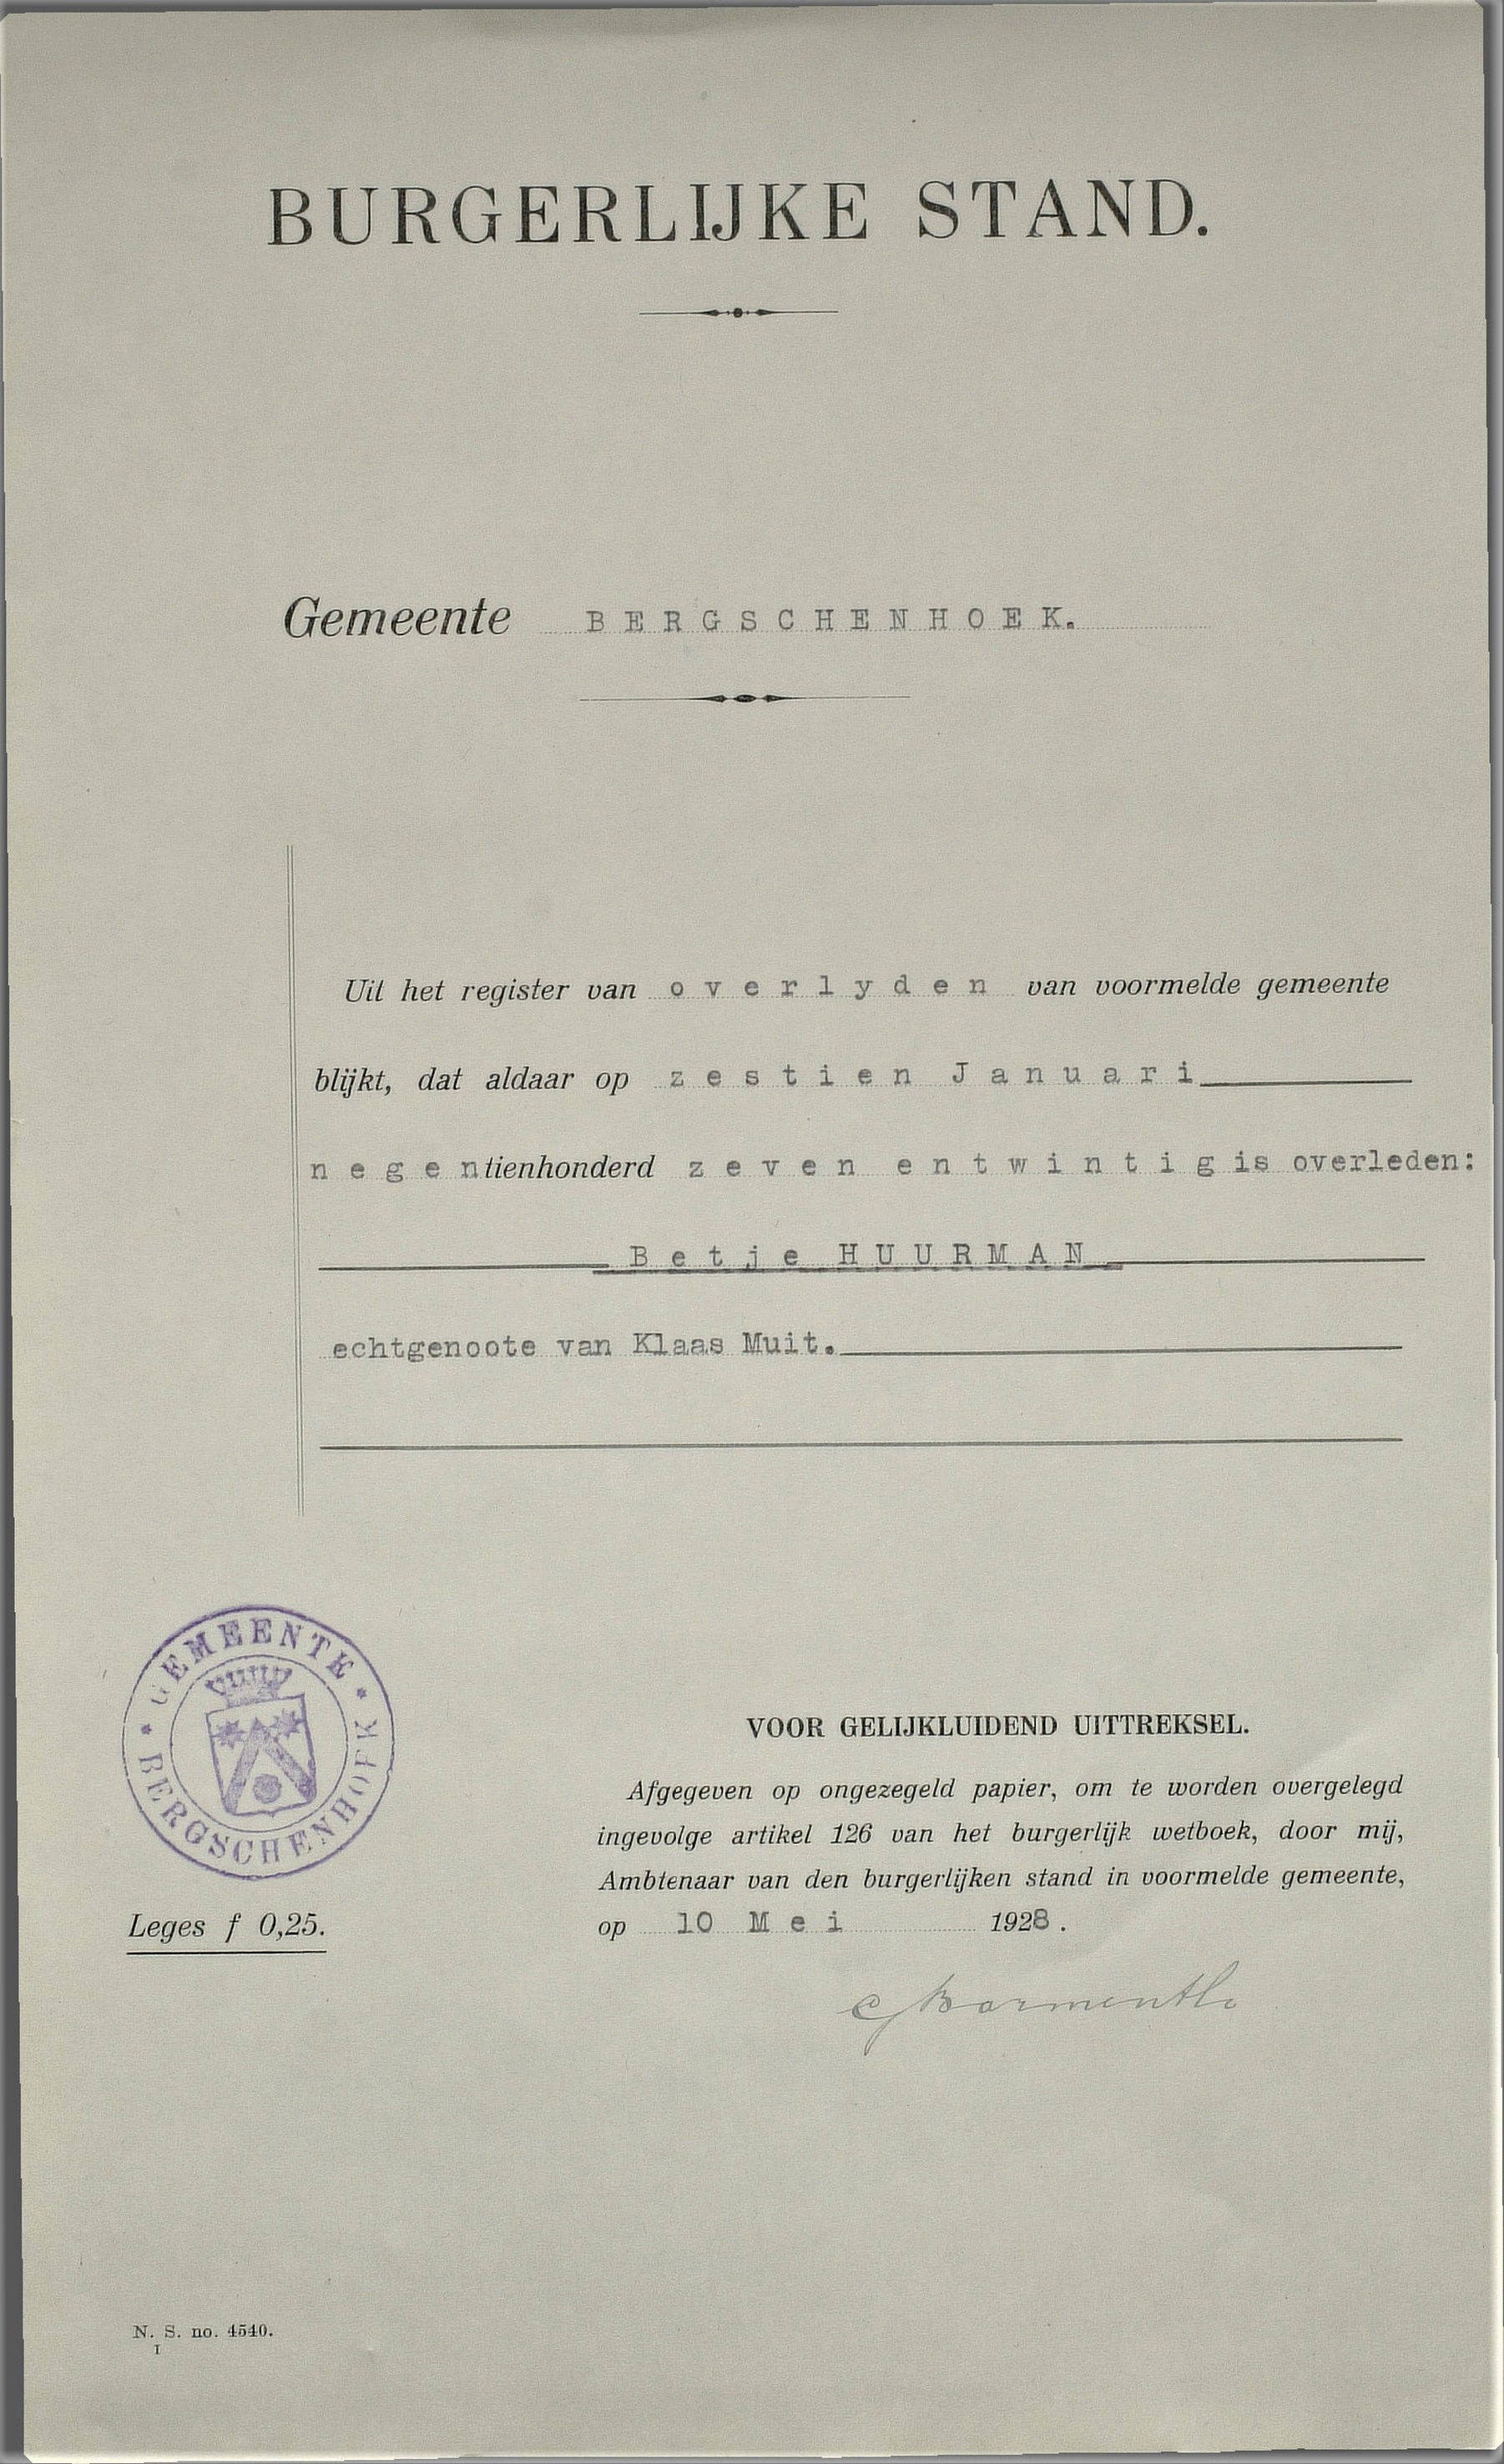 BURGERLIJKE STAND.
Gemeente BERGSCHENHOEK.
Uit het register van overlyden van voormelde gemeente
blijkt, dat aldaar op zestien Januari
negentienhonderd zeven entwintig is overleden:
Betje HUURMAN
echtgenoote van Klaas Muit.
GEMEENTE
BERGSCHENHOEK
VOOR GELIJKLUIDEND UITTREKSEL.
Afgegeven op ongezegeld papier, om te worden overgelegd
ingevolge artikel 126 van het burgerlijk wetboek, door mij,
Ambtenaar van den burgerlijken stand in voormelde gemeente,
Leges f 0,25.
op 10 Mei 1928.
N. S. no. 4540.
I